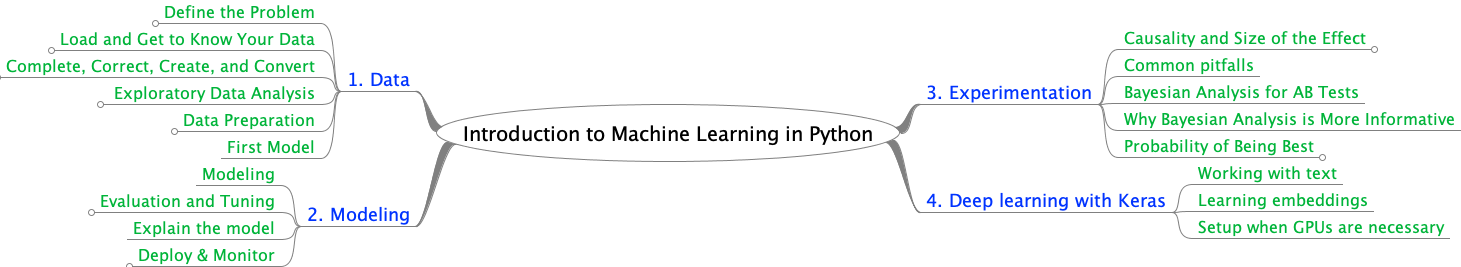 Introduction to Machine Learning in Python
1. Data
Define the Problem
Load and Get to Know Your Data
Complete, Correct, Create, and Convert
Exploratory Data Analysis
Data Preparation
First Model
2. Modeling
Modeling
Evaluation and Tuning
Explain the model
Deploy & Monitor
3. Experimentation
Causality and Size of the Effect
Common pitfalls
Bayesian Analysis for AB Tests
Why Bayesian Analysis is More Informative
Probability of Being Best
4. Deep learning with Keras
Working with text
Learning embeddings
Setup when GPUs are necessary